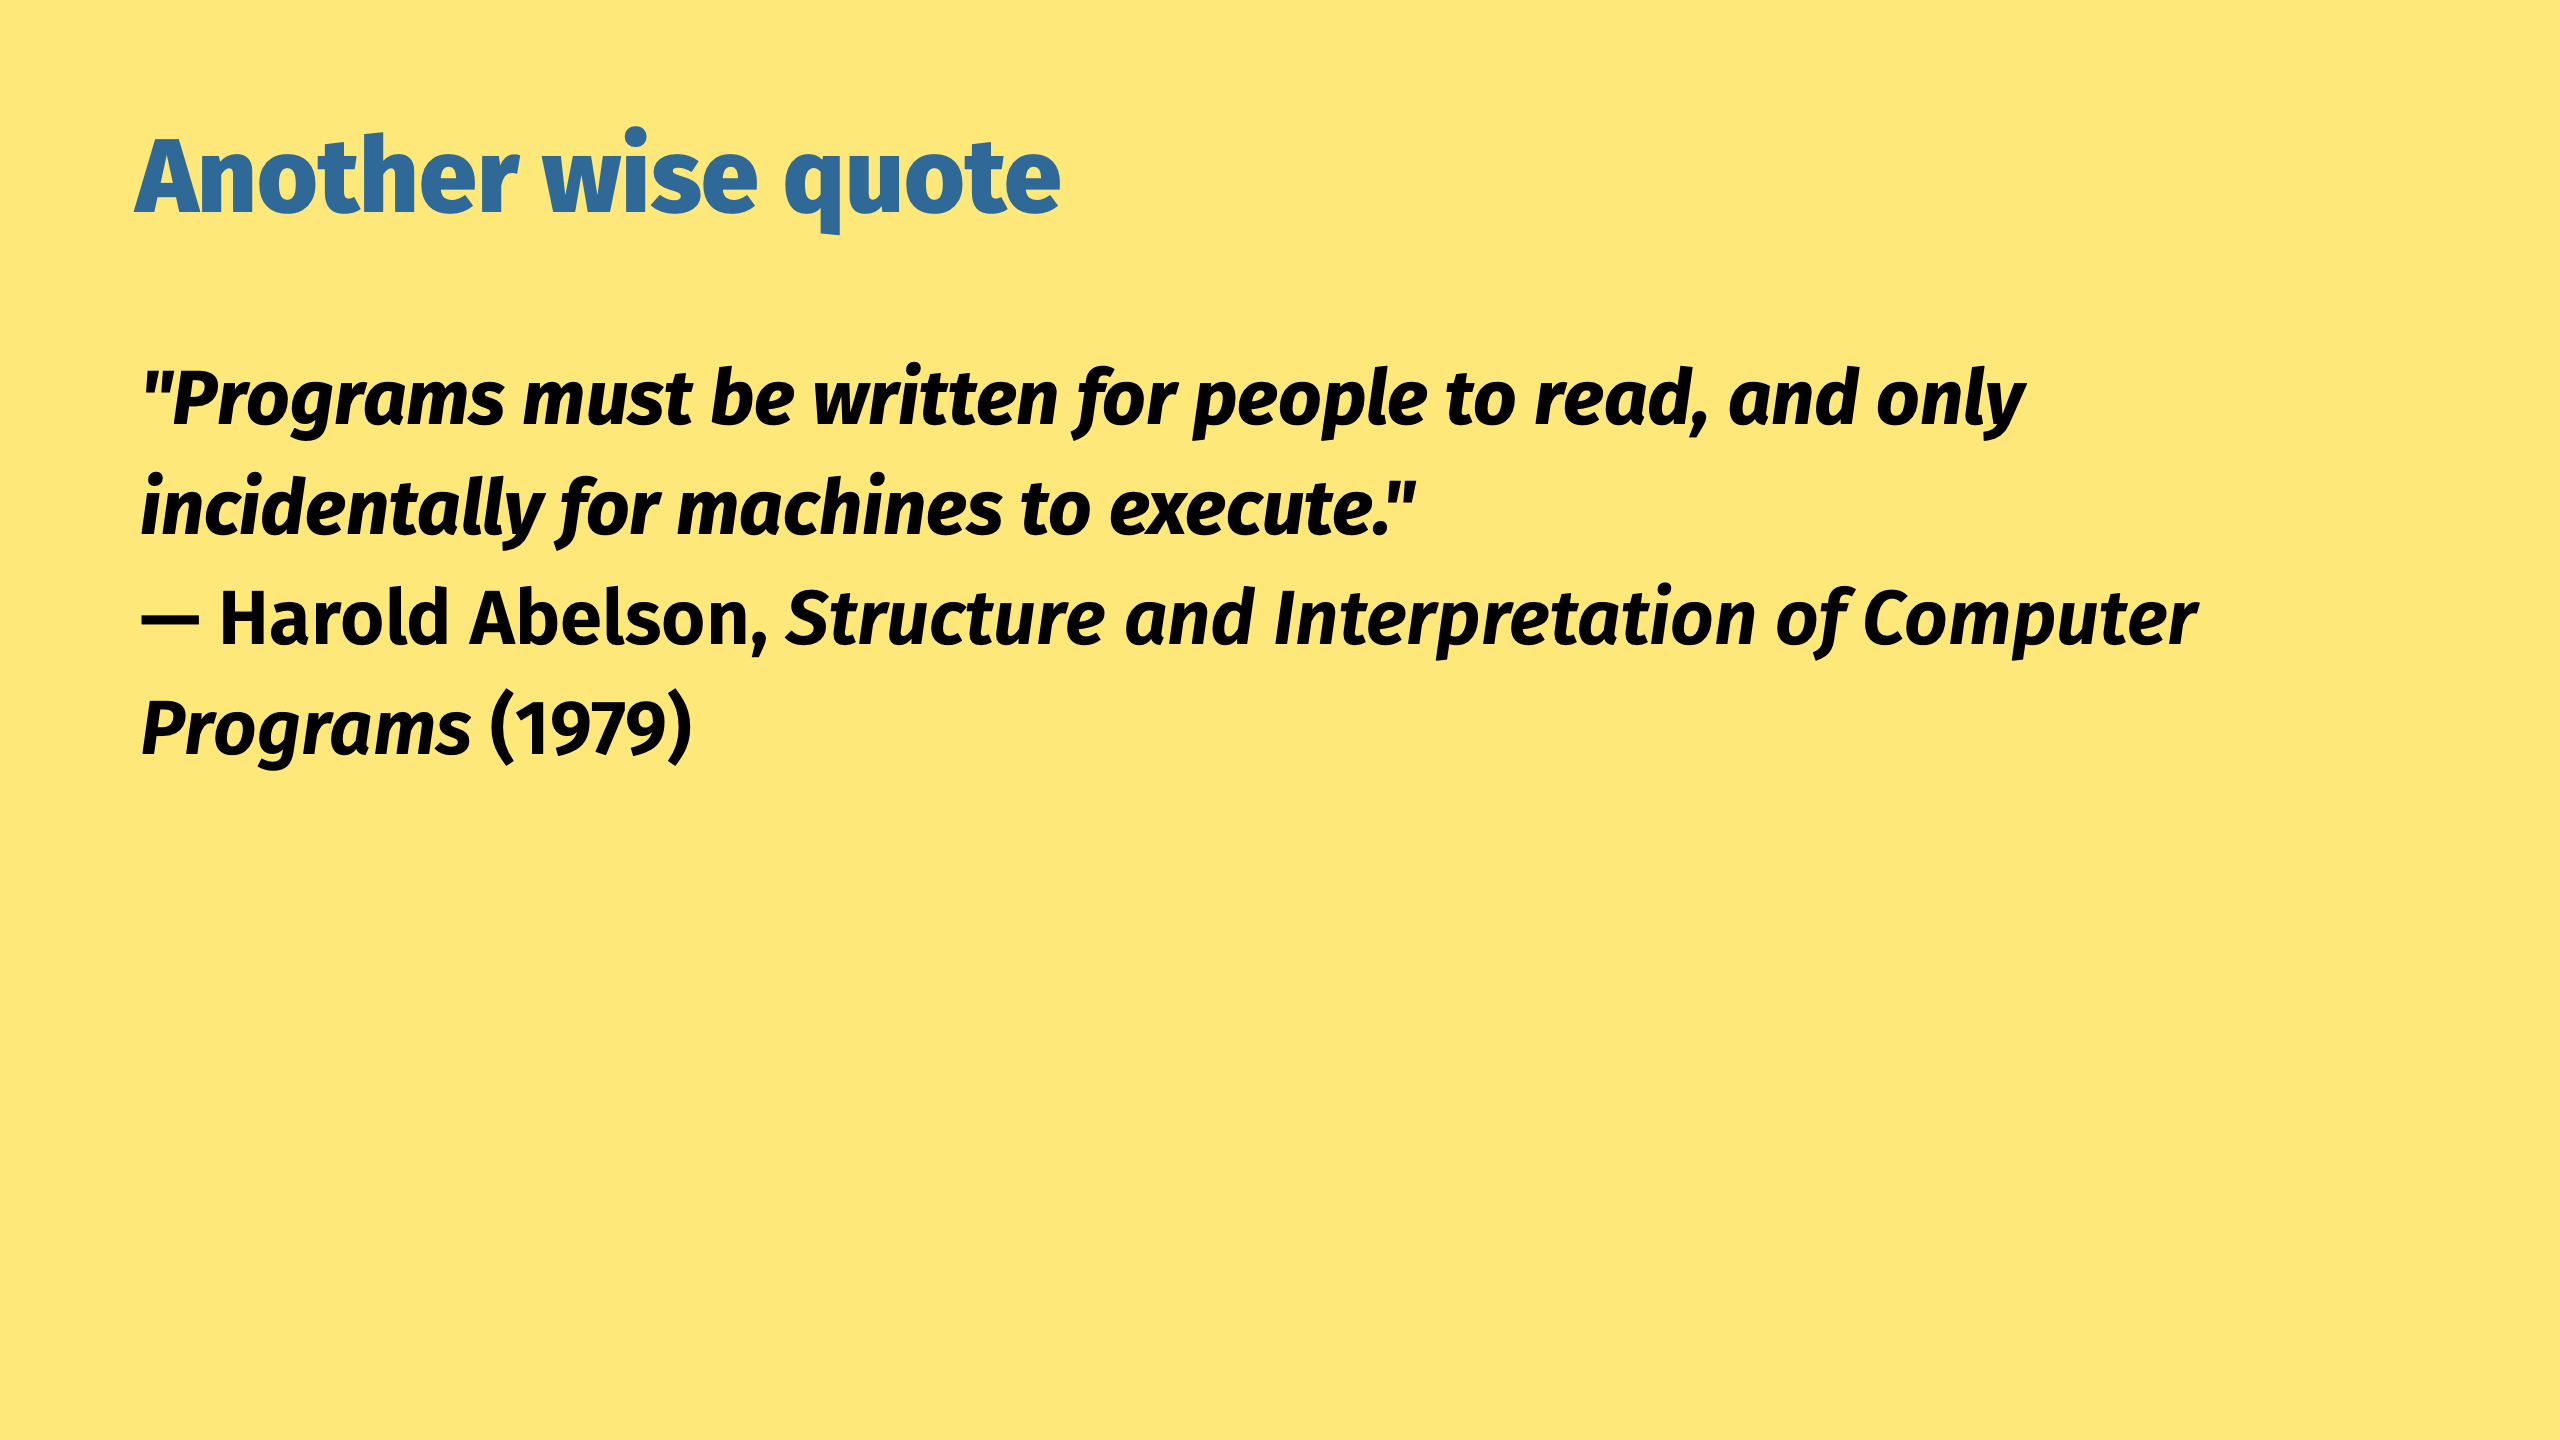 Another wise quote
"Programs must be written for people to read, and only
incidentally for machines to execute."
— Harold Abelson, Structure and Interpretation of Computer
Programs (1979)